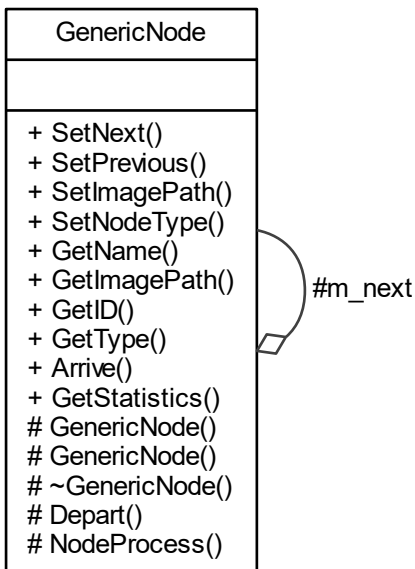 GenericNode
+ SetNext()
+ SetPrevious()
+ SetImagePath()
+ SetNodeType()
+ GetName()
+ GetImagePath()
+ GetID()
+ GetType()
+ Arrive()
+ GetStatistics()
# GenericNode()
# GenericNode()
# ~GenericNode()
# Depart()
# NodeProcess()
#m_next